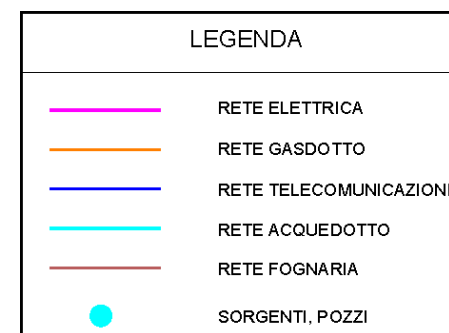 LEGENDA
RETE ELETTRICA
RETE GASDOTTO
RETE TELECOMUNICAZIONI
RETE ACQUEDOTTO
RETE FOGNARIA
SORGENTI, POZZI